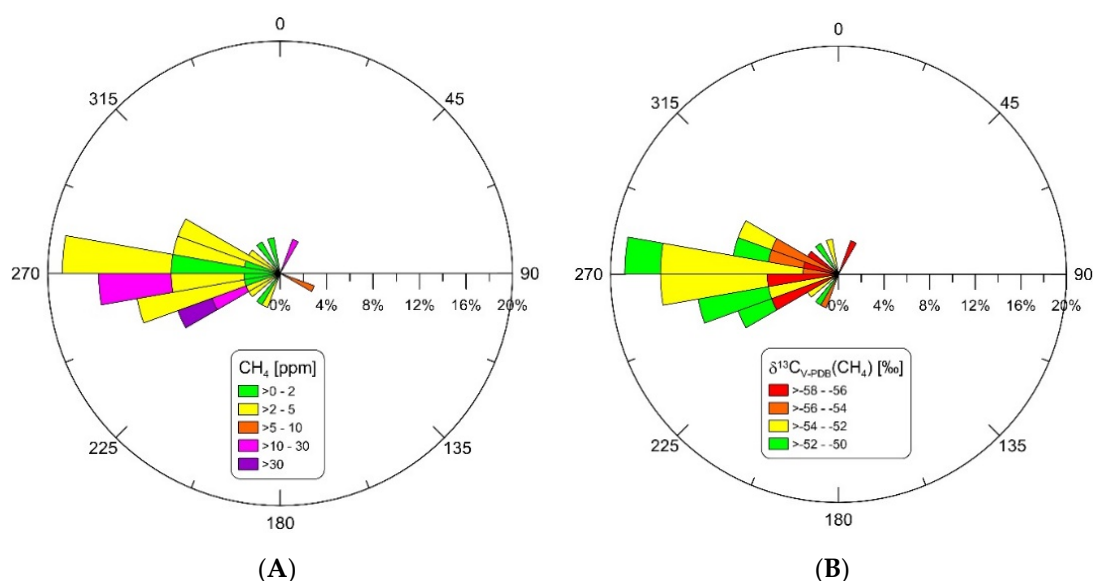 0
315
45
270
0%
4%
8%
12%
16%
20%
90
CH₄ [ppm]
>0 - 2
>2 - 5
>5 - 10
>10 - 30
>30
225
135
180
(A)
0
315
45
270
0%
4%
8%
12%
16%
20%
90
δ¹³C_V-PDB(CH₄) [‰]
>-58 - -56
>-56 - -54
>-54 - -52
>-52 - -50
225
135
180
(B)